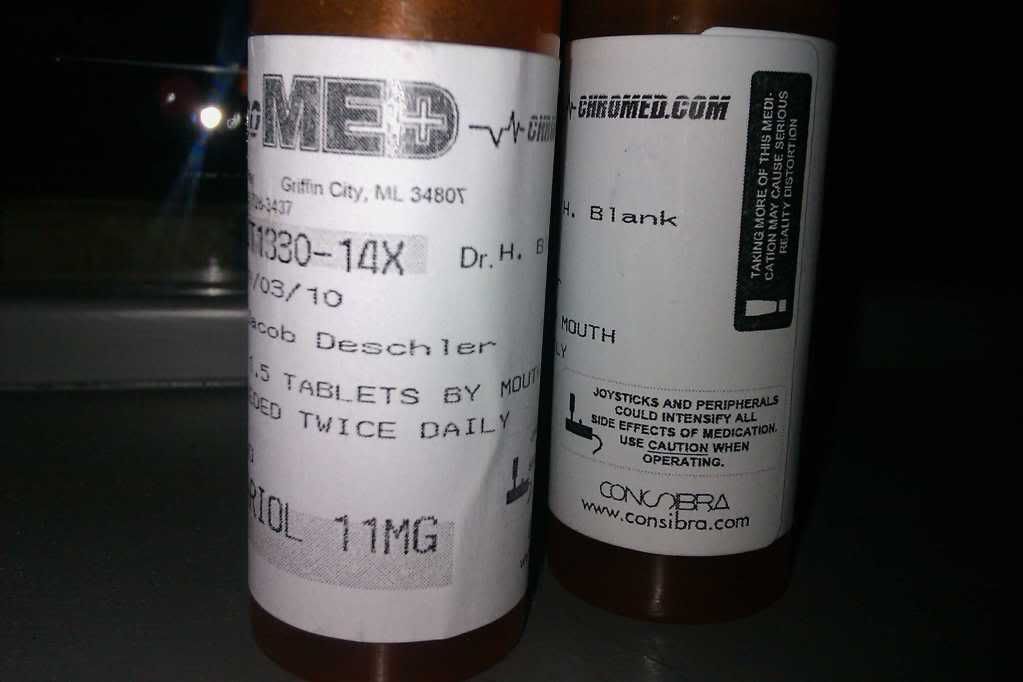 MED
CHROMED.COM
Griffin City, ML 34807
-3437
T1330-14X
Dr. H. B
/03/10
acob Deschler
.5 TABLETS BY MOUT
EDED TWICE DAILY
RIOL 11MG
H. Blank
MOUTH
LY
TAKING MORE OF THIS MEDI-
CATION MAY CAUSE SERIOUS
REALITY DISTORTION
JOYSTICKS AND PERIPHERALS
COULD INTENSIFY ALL
SIDE EFFECTS OF MEDICATION.
USE CAUTION WHEN
OPERATING.
CONSIBRA
www.consibra.com